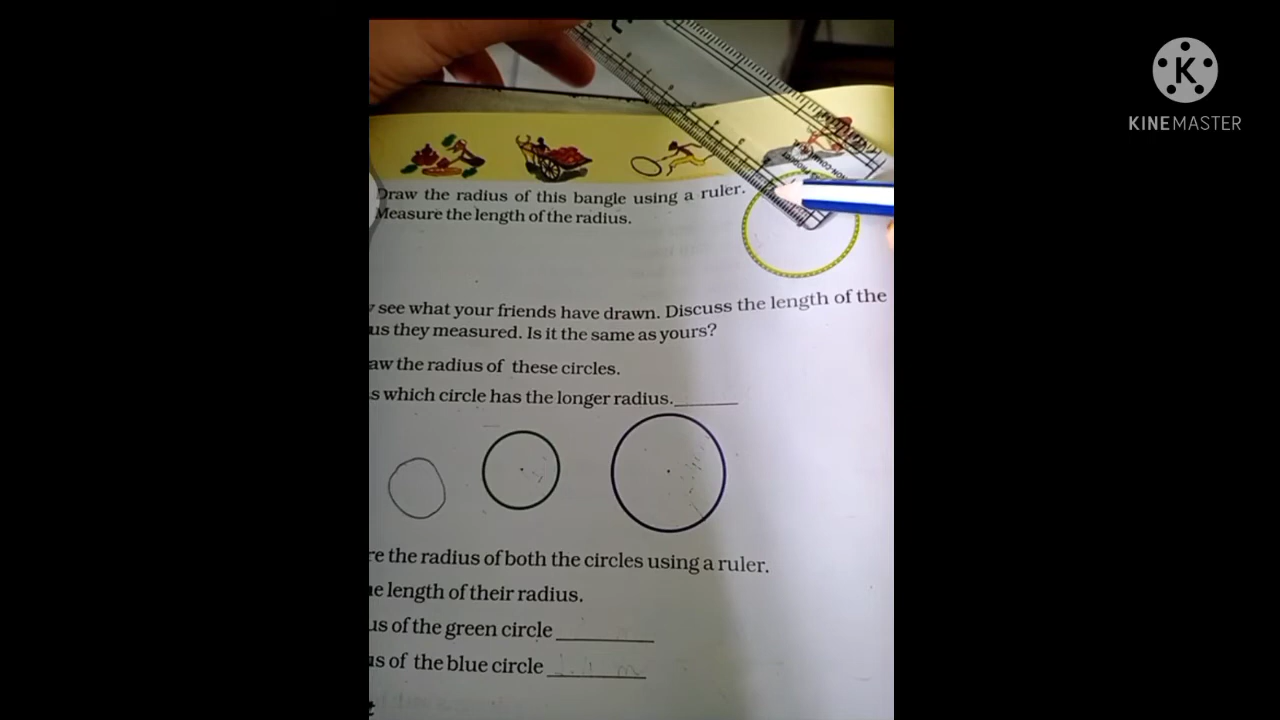 KINEMASTER
Draw the radius of this bangle using a ruler.
Measure the length of the radius.
see what your friends have drawn. Discuss the length of the
us they measured. Is it the same as yours?
aw the radius of these circles.
s which circle has the longer radius.
re the radius of both the circles using a ruler.
e length of their radius.
us of the green circle
us of the blue circle